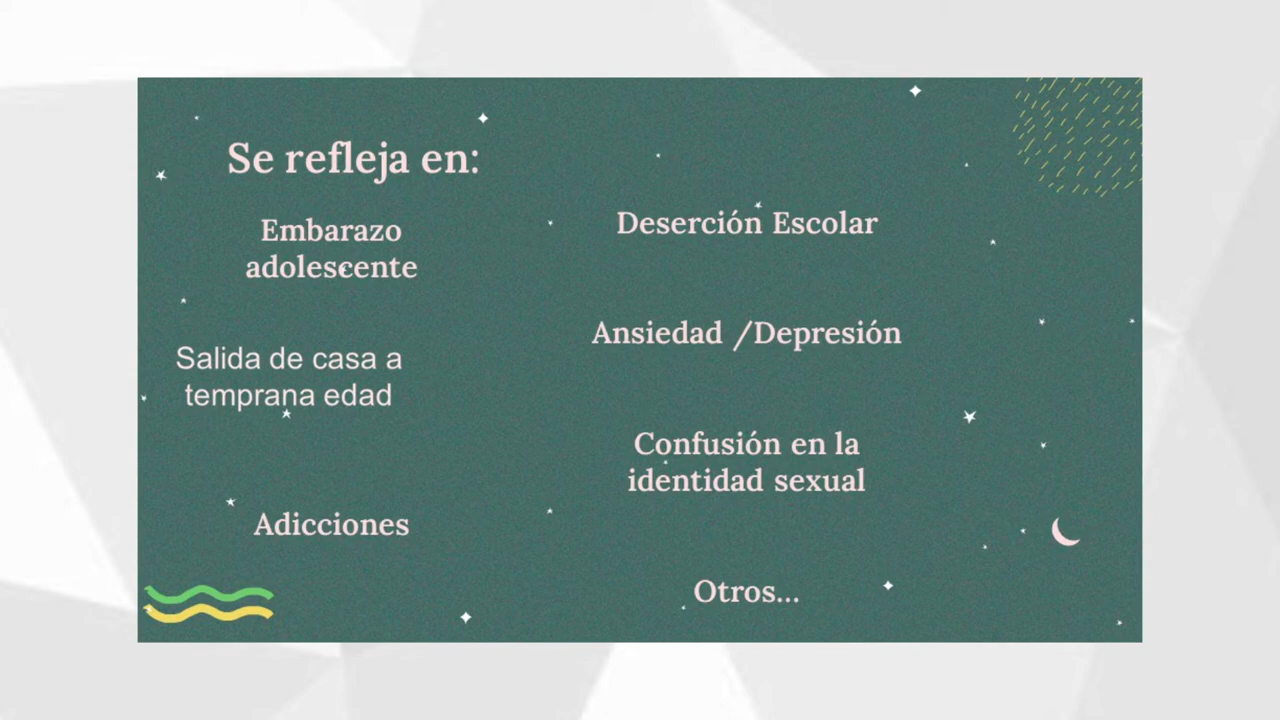 Se refleja en:
Embarazo
adolescente
Salida de casa a
temprana edad
Adicciones
Deserción Escolar
Ansiedad /Depresión
Confusión en la
identidad sexual
Otros...